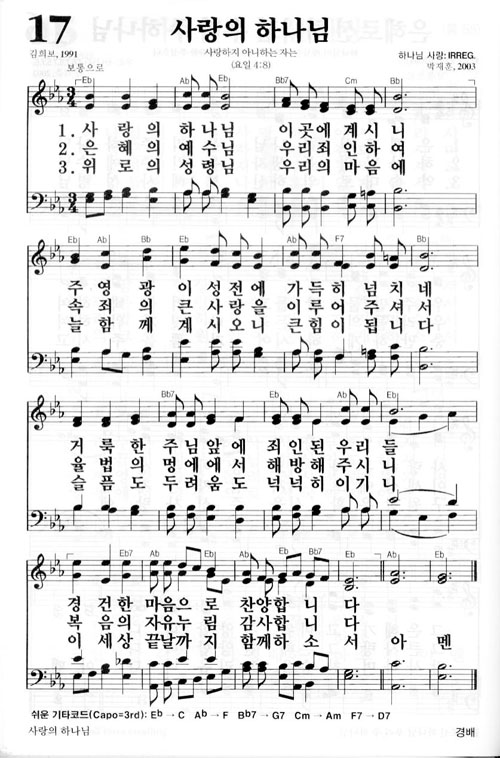 17 사랑의 하나님
김희보, 1991 사랑하지 아니하는 자는 하나님 사랑: IRREG.
보통으로 (요일 4:8) 박재훈, 2003
Eb Ab Eb Bb7 Cm Bb
1. 사 랑 의 하 나 님 이 곳 에 계 시 니
2. 은 혜 의 예 수 님 우 리 죄 인 하 여
3. 위 로 의 성 령 님 우 리 의 마 음 에
Eb Ab Bb Eb Ab F7 Bb
주 영 광 이 성 전 에 가 득 히 넘 치 네
속 죄 의 큰 사 랑 을 이 루 어 주 셔 서
늘 함 께 계 시 오 니 큰 힘 이 됩 니 다
Bb7 Eb Ab Eb
거 룩 한 주 님 앞 에 죄 인 된 우 리 들
율 법 의 멍 에 에 서 해 방 해 주 시 니
슬 픔 도 두 려 움 도 넉 넉 히 이 기 니
Eb7 Ab Eb Bb7 Eb Ab Eb
경 건 한 마 음 으 로 찬 양 합 니 다
복 음 의 자 유 누 림 감 사 합 니 다
이 세 상 끝 날 까 지 함 께 하 소 서 아 멘
쉬운 기타코드(Capo=3rd): Eb → C Ab → F Bb7 → G7 Cm → Am F7 → D7
사랑의 하나님 경배